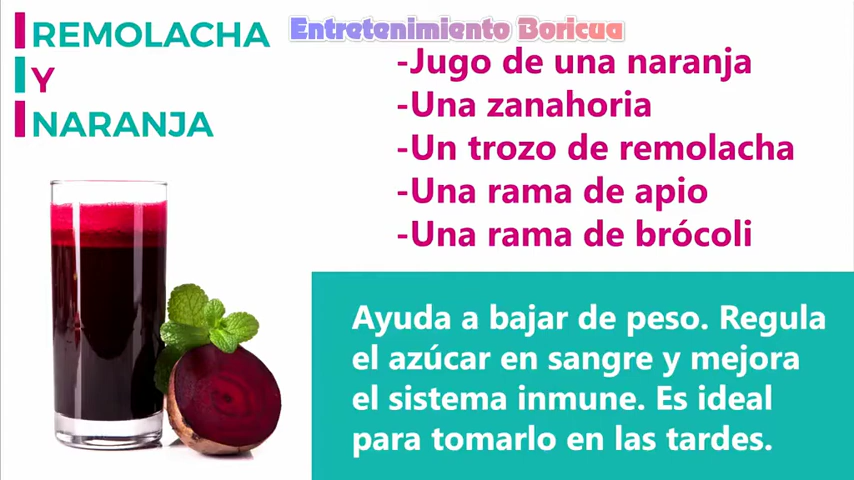 REMOLACHA
Y
NARANJA
Entretenimiento Boricua
-Jugo de una naranja
-Una zanahoria
-Un trozo de remolacha
-Una rama de apio
-Una rama de brócoli
Ayuda a bajar de peso. Regula
el azúcar en sangre y mejora
el sistema inmune. Es ideal
para tomarlo en las tardes.